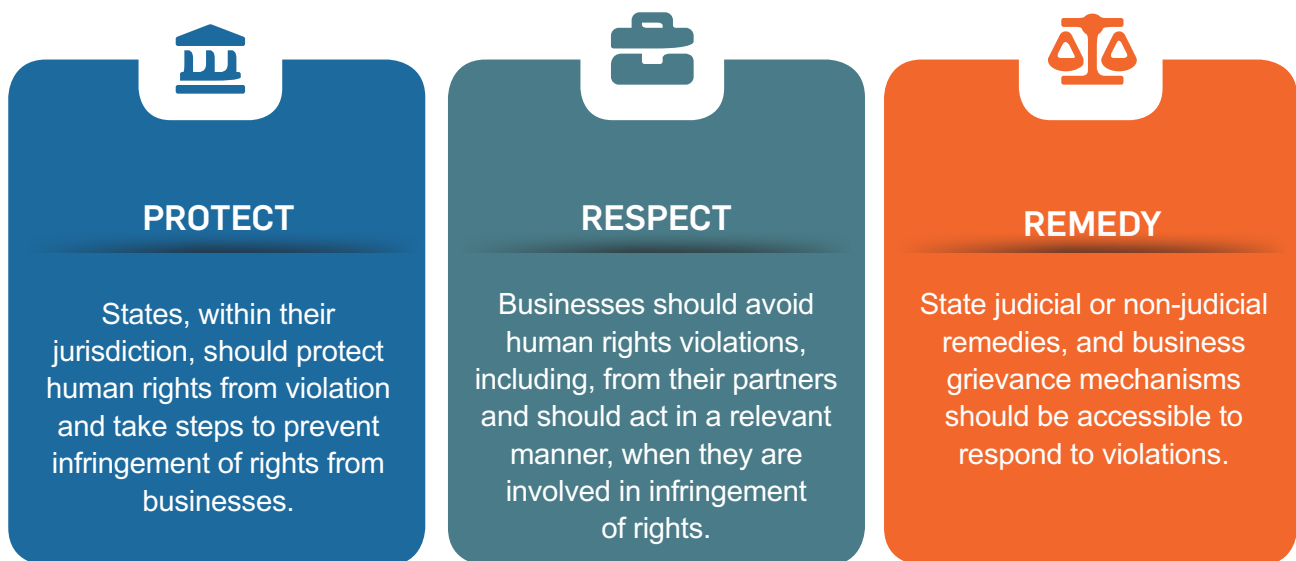 PROTECT
States, within their
jurisdiction, should protect
human rights from violation
and take steps to prevent
infringement of rights from
businesses.
RESPECT
Businesses should avoid
human rights violations,
including, from their partners
and should act in a relevant
manner, when they are
involved in infringement
of rights.
REMEDY
State judicial or non-judicial
remedies, and business
grievance mechanisms
should be accessible to
respond to violations.